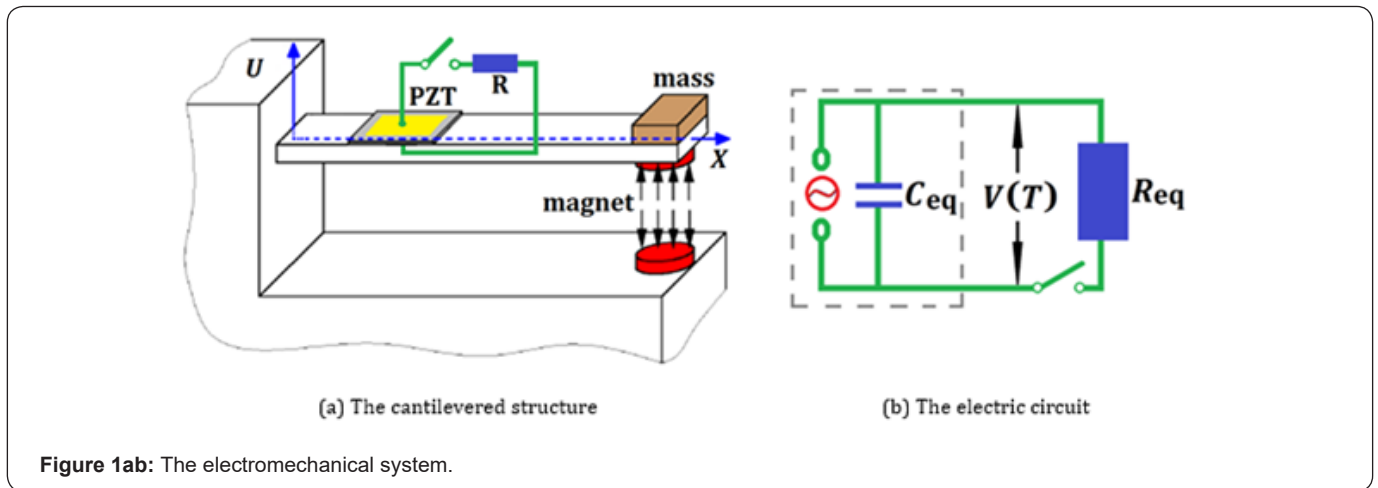 U
PZT
R
mass
X
magnet
C_eq
V(T)
R_eq
(a) The cantilevered structure
(b) The electric circuit
Figure 1ab: The electromechanical system.